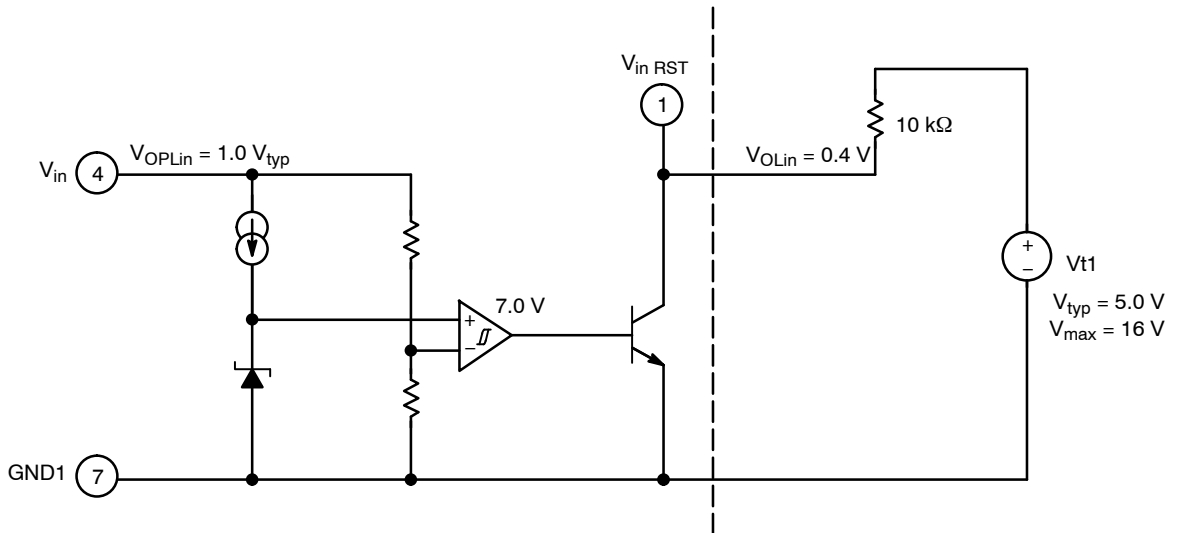 V_in RST
1
10 kΩ
V_in
4
V_OPLin = 1.0 V_typ
V_OLin = 0.4 V
+
−
Vt1
V_typ = 5.0 V
V_max = 16 V
7.0 V
+
−
GND1
7